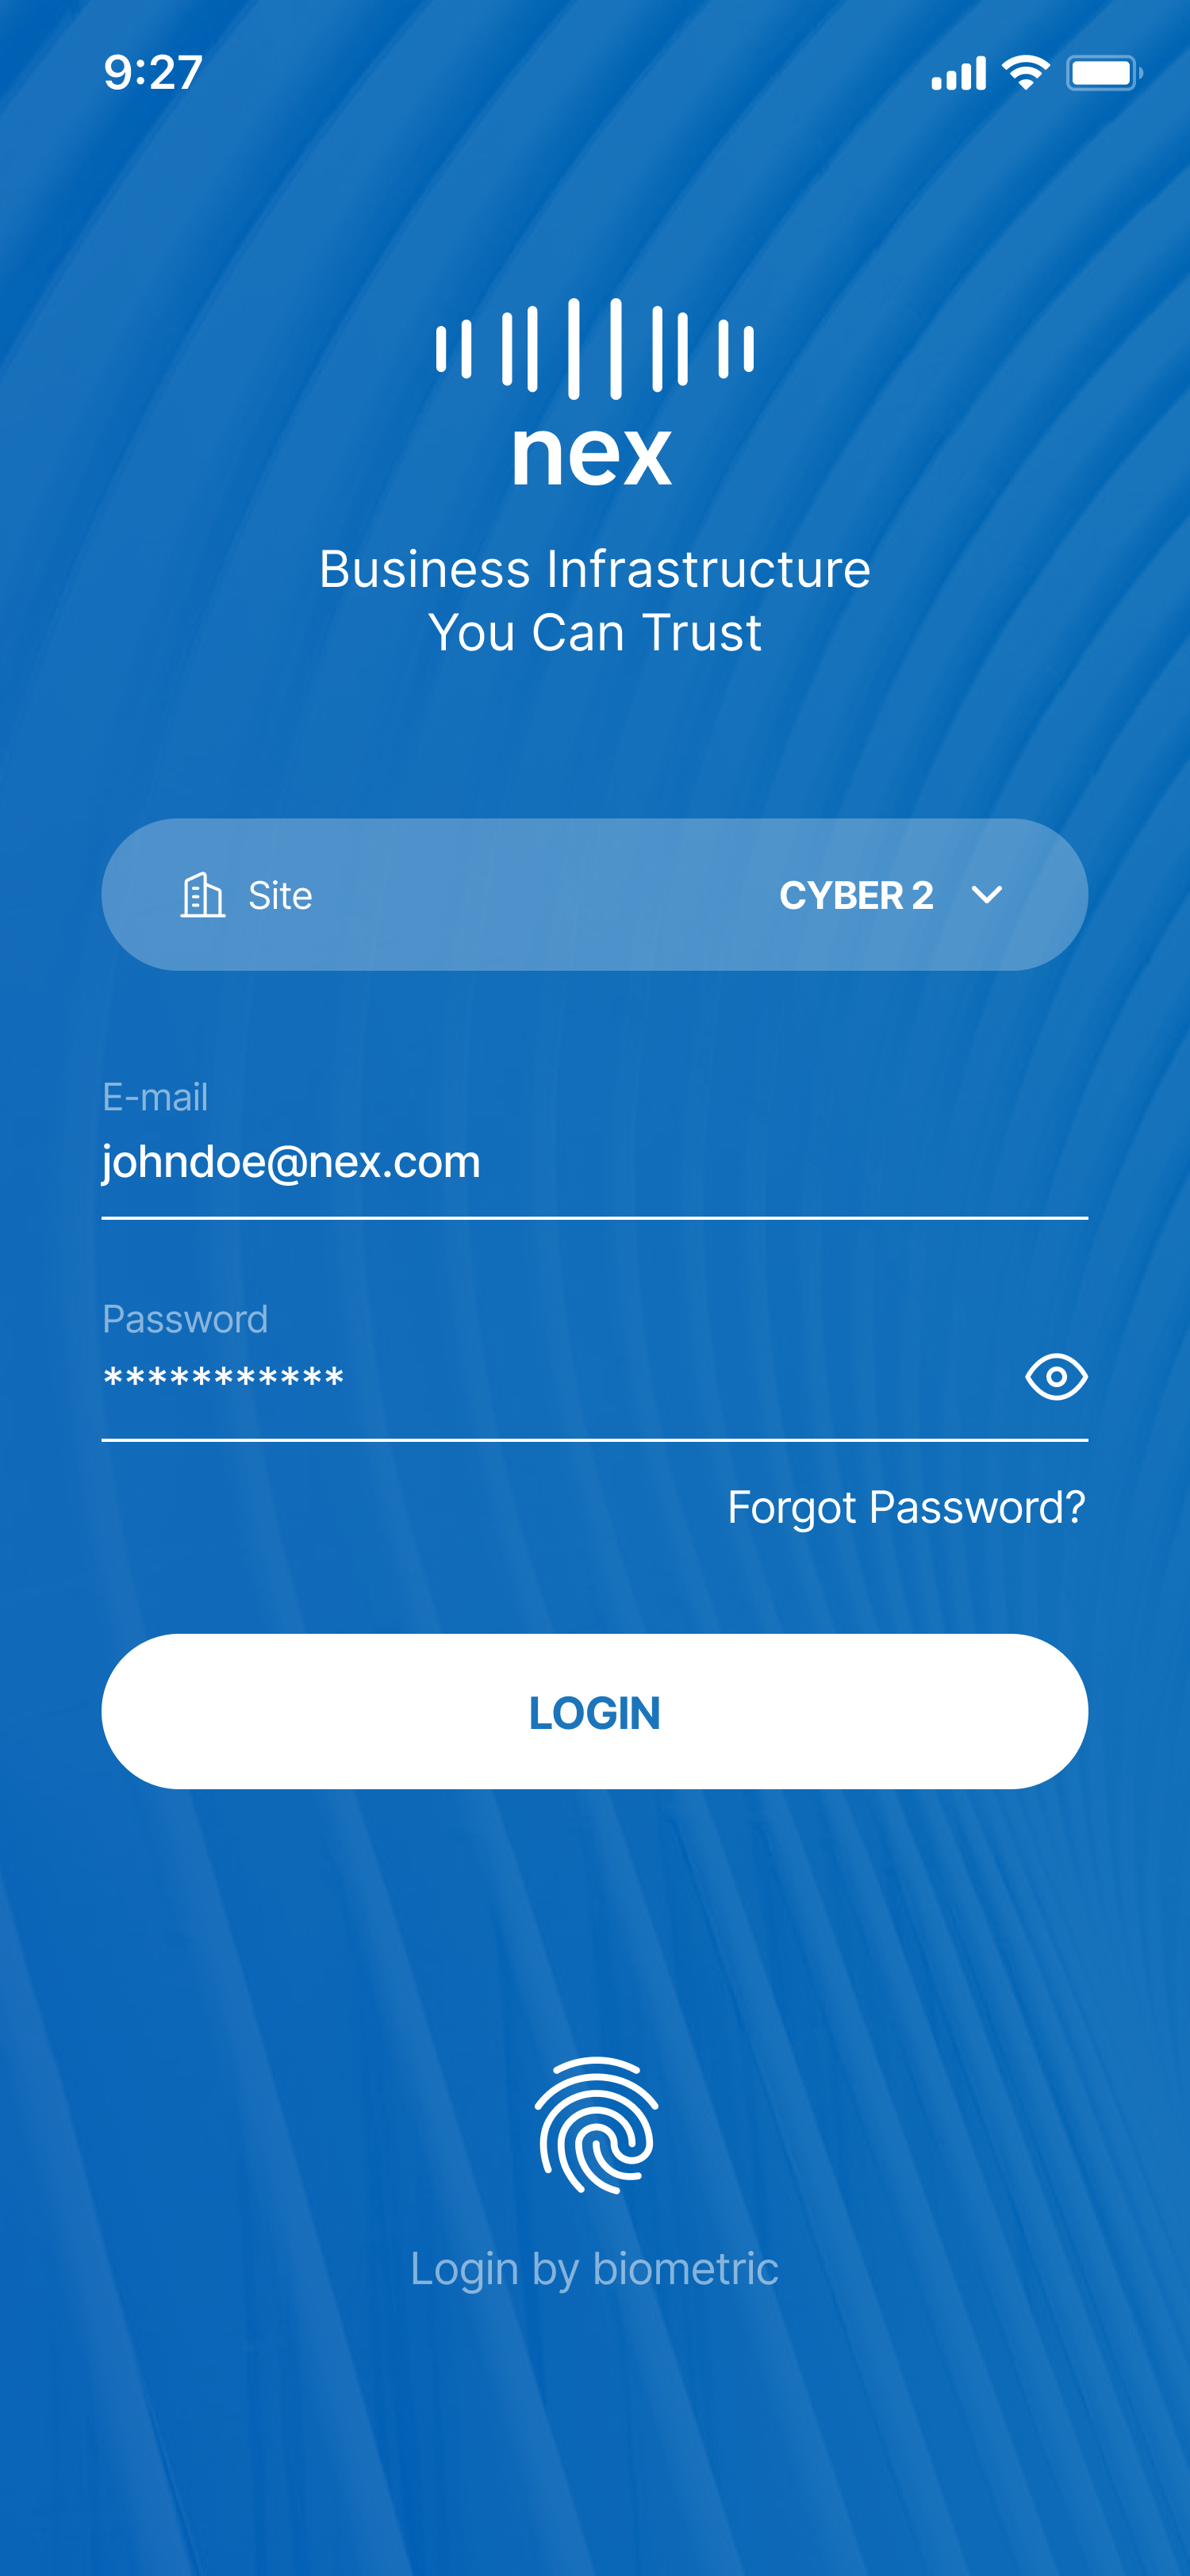 9:27
nex
Business Infrastructure
You Can Trust
Site CYBER 2
E-mail
johndoe@nex.com
Password
***********
Forgot Password?
LOGIN
Login by biometric